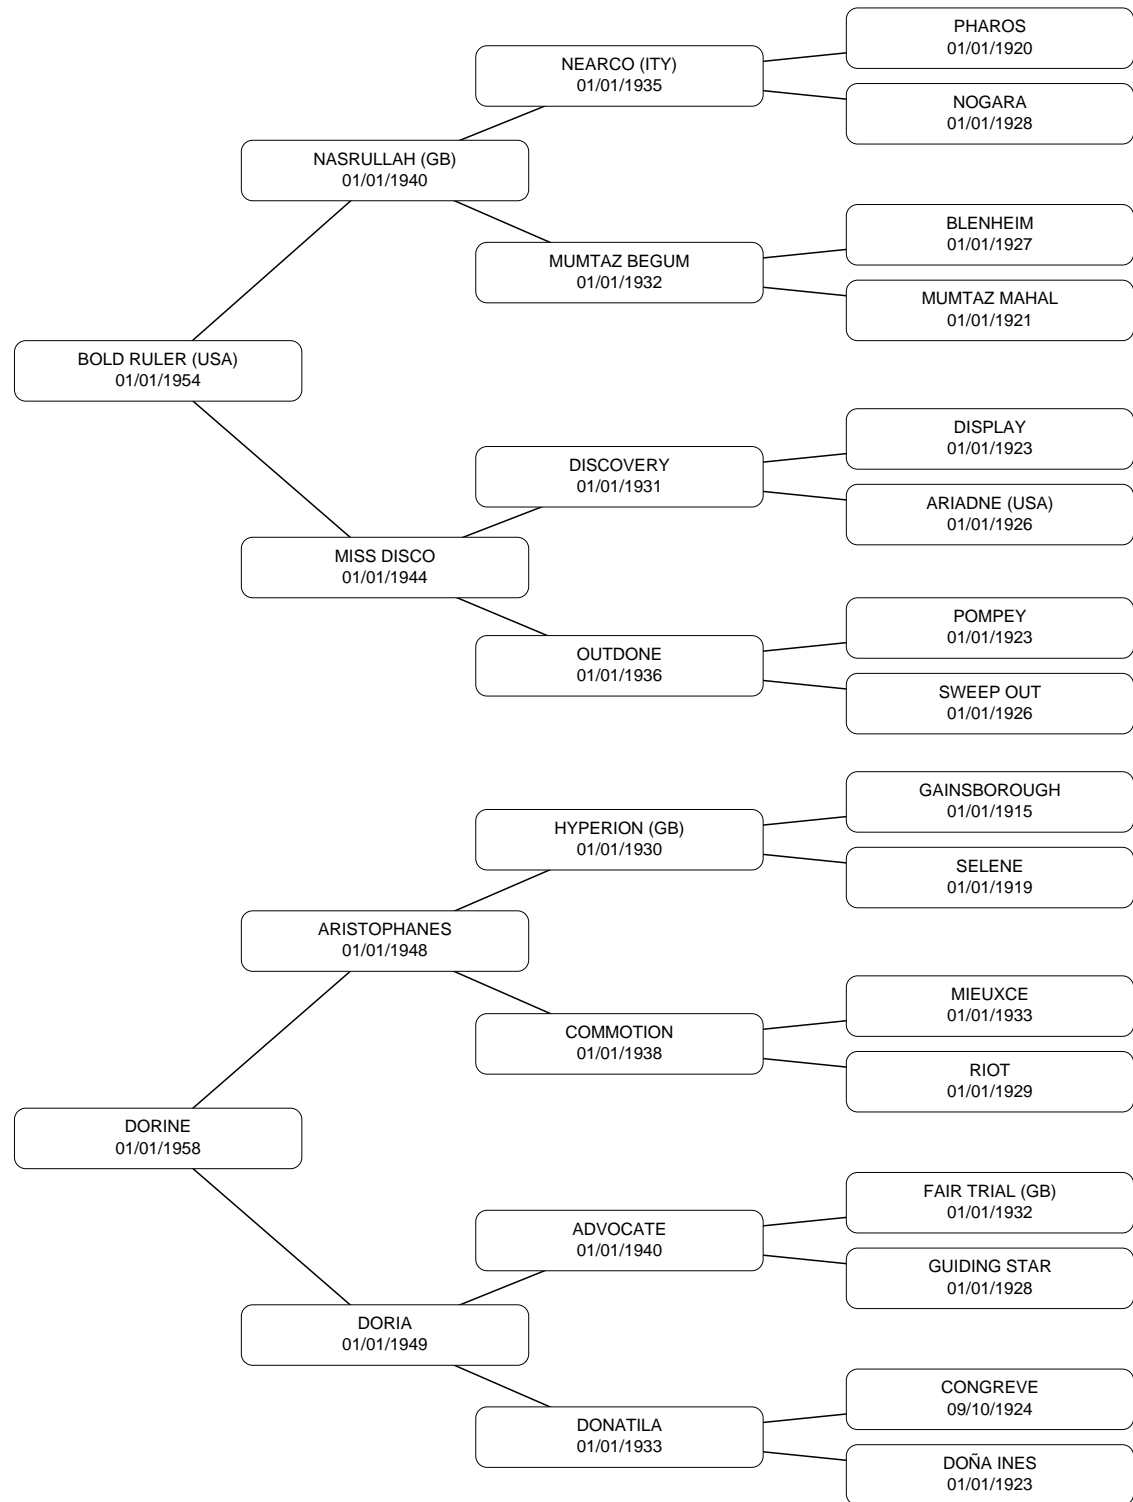 PHAROS
01/01/1920
NEARCO (ITY)
01/01/1935
NOGARA
01/01/1928
NASRULLAH (GB)
01/01/1940
BLENHEIM
01/01/1927
MUMTAZ BEGUM
01/01/1932
MUMTAZ MAHAL
01/01/1921
BOLD RULER (USA)
01/01/1954
DISPLAY
01/01/1923
DISCOVERY
01/01/1931
ARIADNE (USA)
01/01/1926
MISS DISCO
01/01/1944
POMPEY
01/01/1923
OUTDONE
01/01/1936
SWEEP OUT
01/01/1926
GAINSBOROUGH
01/01/1915
HYPERION (GB)
01/01/1930
SELENE
01/01/1919
ARISTOPHANES
01/01/1948
MIEUXCE
01/01/1933
COMMOTION
01/01/1938
RIOT
01/01/1929
DORINE
01/01/1958
FAIR TRIAL (GB)
01/01/1932
ADVOCATE
01/01/1940
GUIDING STAR
01/01/1928
DORIA
01/01/1949
CONGREVE
09/10/1924
DONATILA
01/01/1933
DOÑA INES
01/01/1923